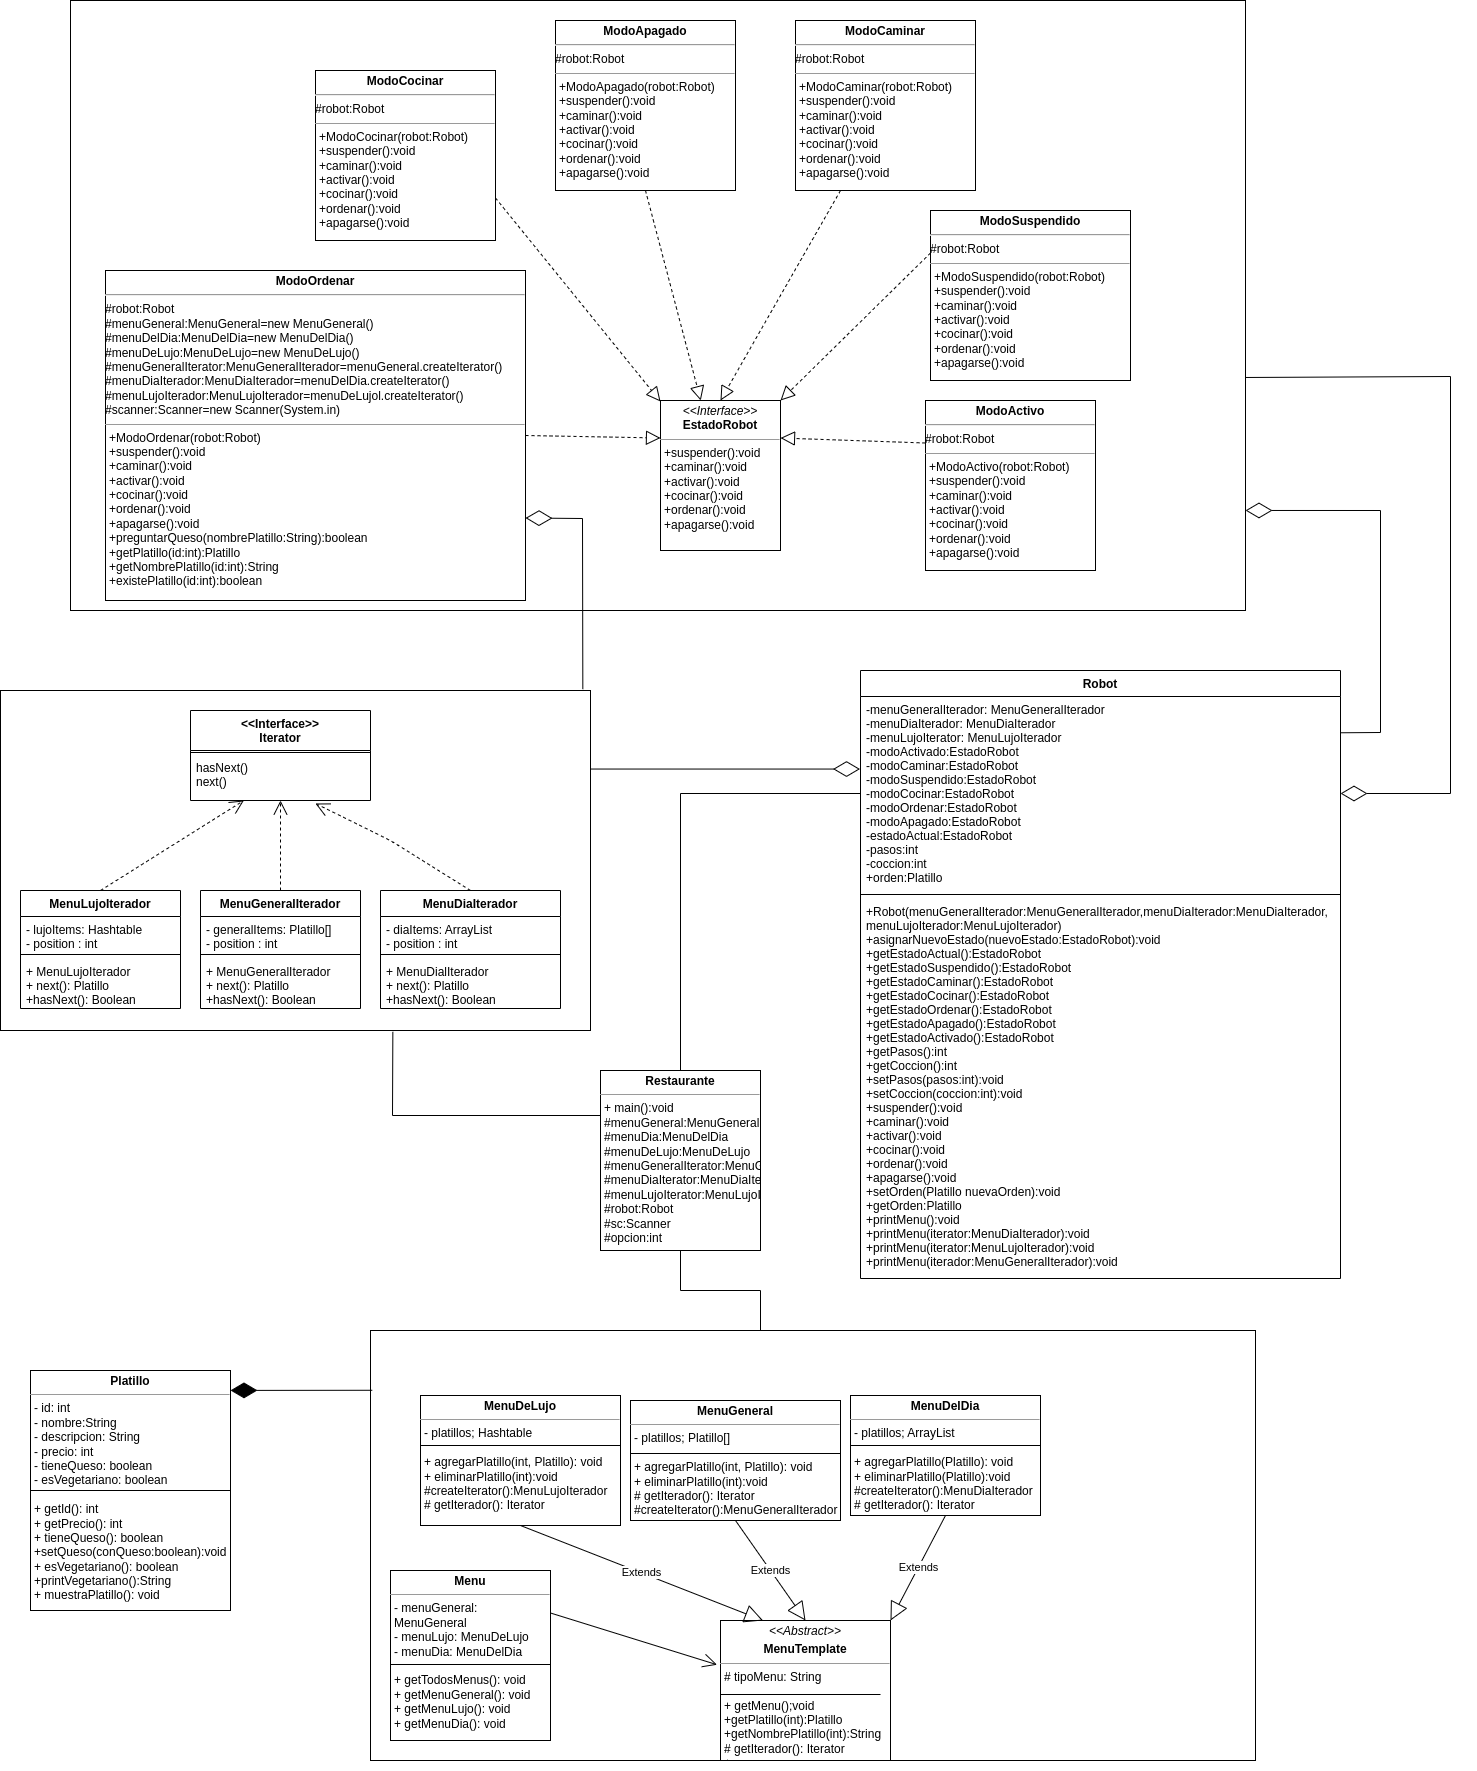 ModoApagado
#robot:Robot
+ModoApagado(robot:Robot)
+suspender():void
+caminar():void
+activar():void
+cocinar():void
+ordenar():void
+apagarse():void
ModoCaminar
#robot:Robot
+ModoCaminar(robot:Robot)
+suspender():void
+caminar():void
+activar():void
+cocinar():void
+ordenar():void
+apagarse():void
ModoCocinar
#robot:Robot
+ModoCocinar(robot:Robot)
+suspender():void
+caminar():void
+activar():void
+cocinar():void
+ordenar():void
+apagarse():void
ModoSuspendido
#robot:Robot
+ModoSuspendido(robot:Robot)
+suspender():void
+caminar():void
+activar():void
+cocinar():void
+ordenar():void
+apagarse():void
ModoOrdenar
#robot:Robot
#menuGeneral:MenuGeneral=new MenuGeneral()
#menuDelDia:MenuDelDia=new MenuDelDia()
#menuDeLujo:MenuDeLujo=new MenuDeLujo()
#menuGeneralIterador:MenuGeneralIterador=menuGeneral.createIterator()
#menuDiaIterador:MenuDiaIterador=menuDelDia.createIterator()
#menuLujoIterador:MenuLujoIterador=menuDeLujol.createIterator()
#scanner:Scanner=new Scanner(System.in)
+ModoOrdenar(robot:Robot)
+suspender():void
+caminar():void
+activar():void
+cocinar():void
+ordenar():void
+apagarse():void
+preguntarQueso(nombrePlatillo:String):boolean
+getPlatillo(id:int):Platillo
+getNombrePlatillo(id:int):String
+existePlatillo(id:int):boolean
<<Interface>>
EstadoRobot
+suspender():void
+caminar():void
+activar():void
+cocinar():void
+ordenar():void
+apagarse():void
ModoActivo
#robot:Robot
+ModoActivo(robot:Robot)
+suspender():void
+caminar():void
+activar():void
+cocinar():void
+ordenar():void
+apagarse():void
<<Interface>>
Iterator
hasNext()
next()
MenuLujoIterador
- lujoItems: Hashtable
- position : int
+ MenuLujoIterador
+ next(): Platillo
+hasNext(): Boolean
MenuGeneralIterador
- generalItems: Platillo[]
- position : int
+ MenuGeneralIterador
+ next(): Platillo
+hasNext(): Boolean
MenuDiaIterador
- diaItems: ArrayList
- position : int
+ MenuDialIterador
+ next(): Platillo
+hasNext(): Boolean
Robot
-menuGeneralIterador: MenuGeneralIterador
-menuDiaIterador: MenuDiaIterador
-menuLujoIterator: MenuLujoIterador
-modoActivado:EstadoRobot
-modoCaminar:EstadoRobot
-modoSuspendido:EstadoRobot
-modoCocinar:EstadoRobot
-modoOrdenar:EstadoRobot
-modoApagado:EstadoRobot
-estadoActual:EstadoRobot
-pasos:int
-coccion:int
+orden:Platillo
+Robot(menuGeneralIterador:MenuGeneralIterador,menuDiaIterador:MenuDiaIterador,
menuLujoIterador:MenuLujoIterador)
+asignarNuevoEstado(nuevoEstado:EstadoRobot):void
+getEstadoActual():EstadoRobot
+getEstadoSuspendido():EstadoRobot
+getEstadoCaminar():EstadoRobot
+getEstadoCocinar():EstadoRobot
+getEstadoOrdenar():EstadoRobot
+getEstadoApagado():EstadoRobot
+getEstadoActivado():EstadoRobot
+getPasos():int
+getCoccion():int
+setPasos(pasos:int):void
+setCoccion(coccion:int):void
+suspender():void
+caminar():void
+activar():void
+cocinar():void
+ordenar():void
+apagarse():void
+setOrden(Platillo nuevaOrden):void
+getOrden:Platillo
+printMenu():void
+printMenu(iterator:MenuDiaIterador):void
+printMenu(iterator:MenuLujoIterador):void
+printMenu(iterador:MenuGeneralIterador):void
Restaurante
+ main():void
#menuGeneral:MenuGeneral
#menuDia:MenuDelDia
#menuDeLujo:MenuDeLujo
#menuGeneralIterator:MenuG
#menuDiaIterator:MenuDiaIte
#menuLujoIterator:MenuLujoI
#robot:Robot
#sc:Scanner
#opcion:int
Platillo
- id: int
- nombre:String
- descripcion: String
- precio: int
- tieneQueso: boolean
- esVegetariano: boolean
+ getId(): int
+ getPrecio(): int
+ tieneQueso(): boolean
+setQueso(conQueso:boolean):void
+ esVegetariano(): boolean
+printVegetariano():String
+ muestraPlatillo(): void
MenuDeLujo
- platillos; Hashtable
+ agregarPlatillo(int, Platillo): void
+ eliminarPlatillo(int):void
#createIterator():MenuLujoIterador
# getIterador(): Iterator
MenuGeneral
- platillos; Platillo[]
+ agregarPlatillo(int, Platillo): void
+ eliminarPlatillo(int):void
# getIterador(): Iterator
#createIterator():MenuGeneralIterador
MenuDelDia
- platillos; ArrayList
+ agregarPlatillo(Platillo): void
+ eliminarPlatillo(Platillo):void
#createIterator():MenuDiaIterador
# getIterador(): Iterator
Extends
Extends
Extends
Menu
- menuGeneral:
MenuGeneral
- menuLujo: MenuDeLujo
- menuDia: MenuDelDia
+ getTodosMenus(): void
+ getMenuGeneral(): void
+ getMenuLujo(): void
+ getMenuDia(): void
<<Abstract>>
MenuTemplate
# tipoMenu: String
+ getMenu();void
+getPlatillo(int):Platillo
+getNombrePlatillo(int):String
# getIterador(): Iterator